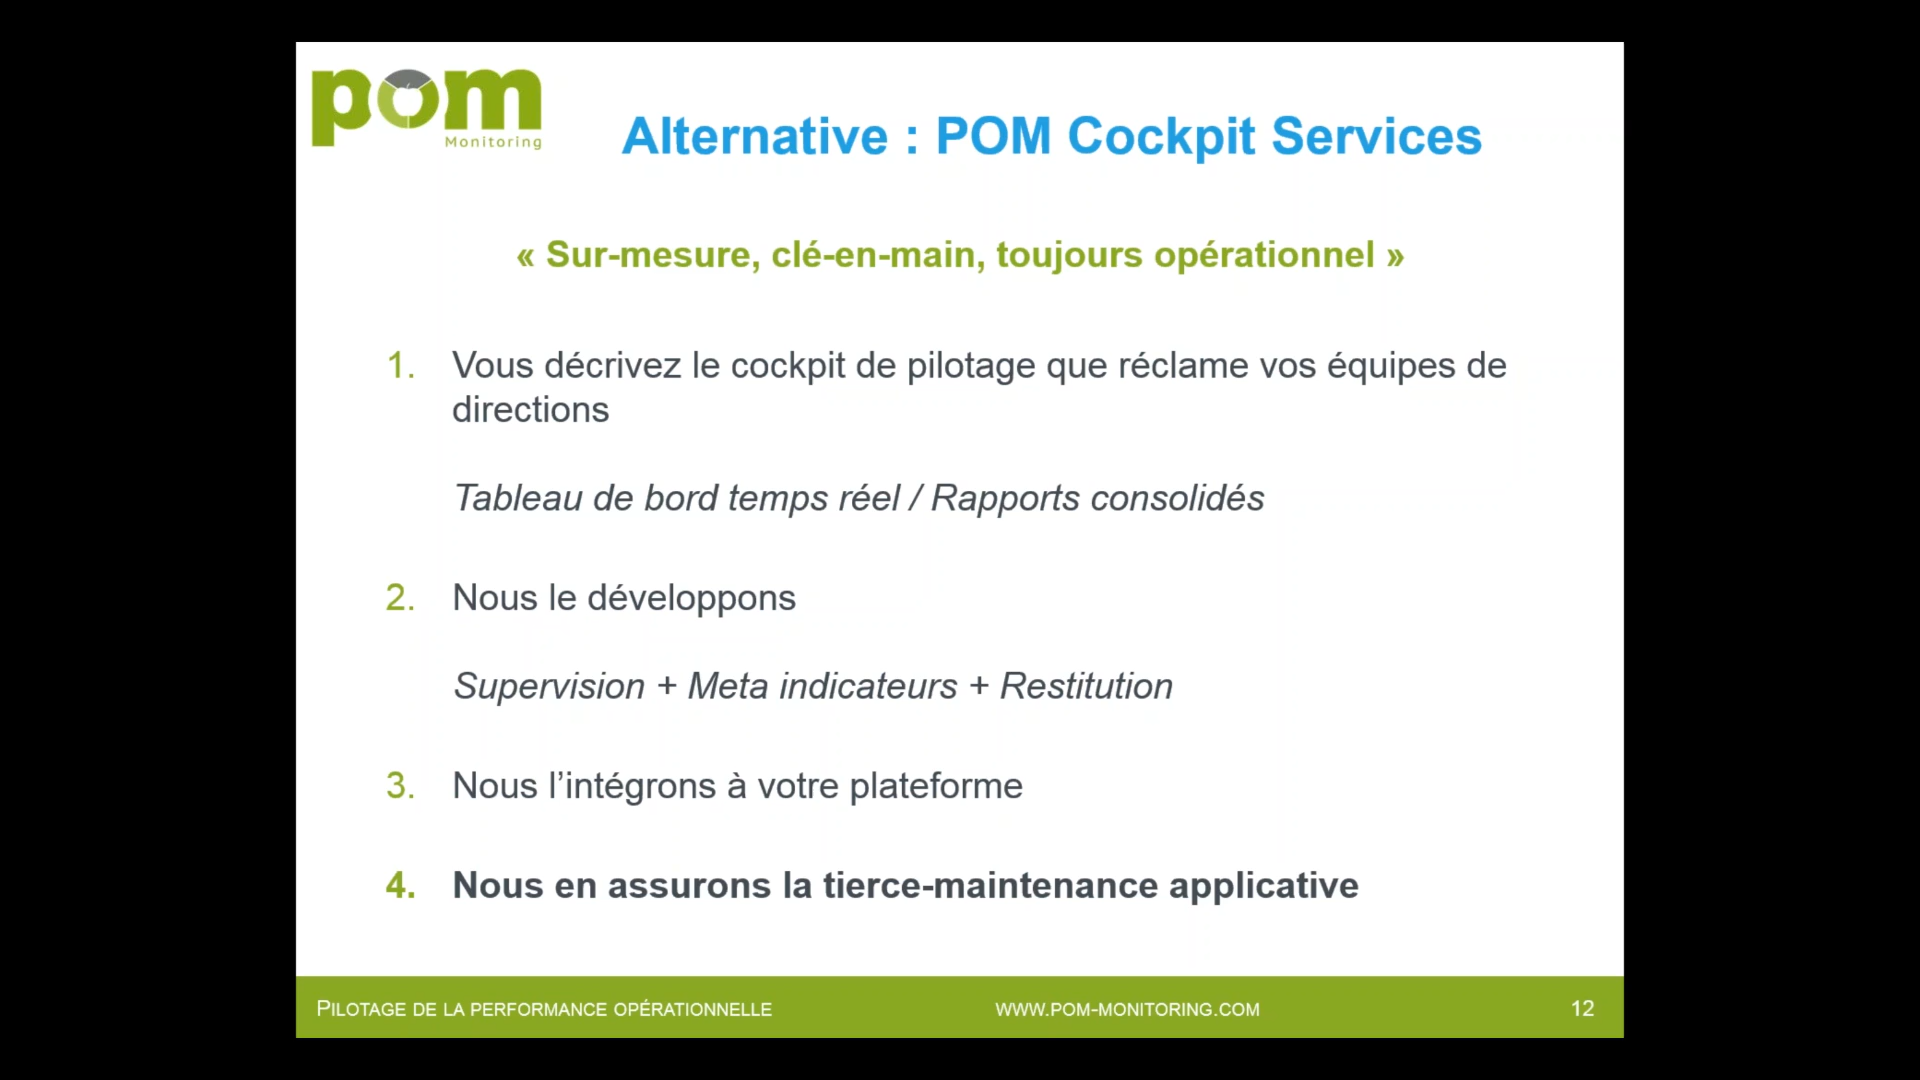 pom
Monitoring
Alternative : POM Cockpit Services
« Sur-mesure, clé-en-main, toujours opérationnel »
1. Vous décrivez le cockpit de pilotage que réclame vos équipes de
directions
Tableau de bord temps réel / Rapports consolidés
2. Nous le développons
Supervision + Meta indicateurs + Restitution
3. Nous l’intégrons à votre plateforme
4. Nous en assurons la tierce-maintenance applicative
PILOTAGE DE LA PERFORMANCE OPÉRATIONNELLE
WWW.POM-MONITORING.COM
12